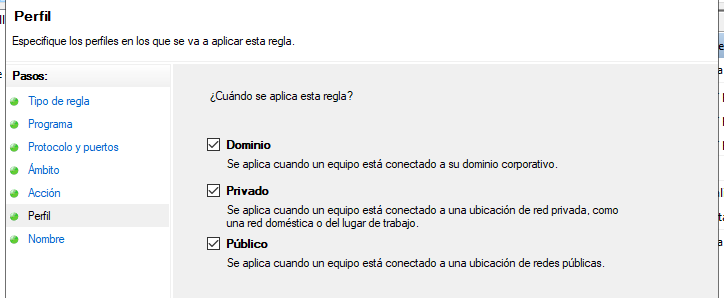 Perfil
Especifique los perfiles en los que se va a aplicar esta regla.
Pasos:
Tipo de regla
Programa
Protocolo y puertos
Ámbito
Acción
Perfil
Nombre
¿Cuándo se aplica esta regla?
Dominio
Se aplica cuando un equipo está conectado a su dominio corporativo.
Privado
Se aplica cuando un equipo está conectado a una ubicación de red privada, como
una red doméstica o del lugar de trabajo.
Público
Se aplica cuando un equipo está conectado a una ubicación de redes públicas.